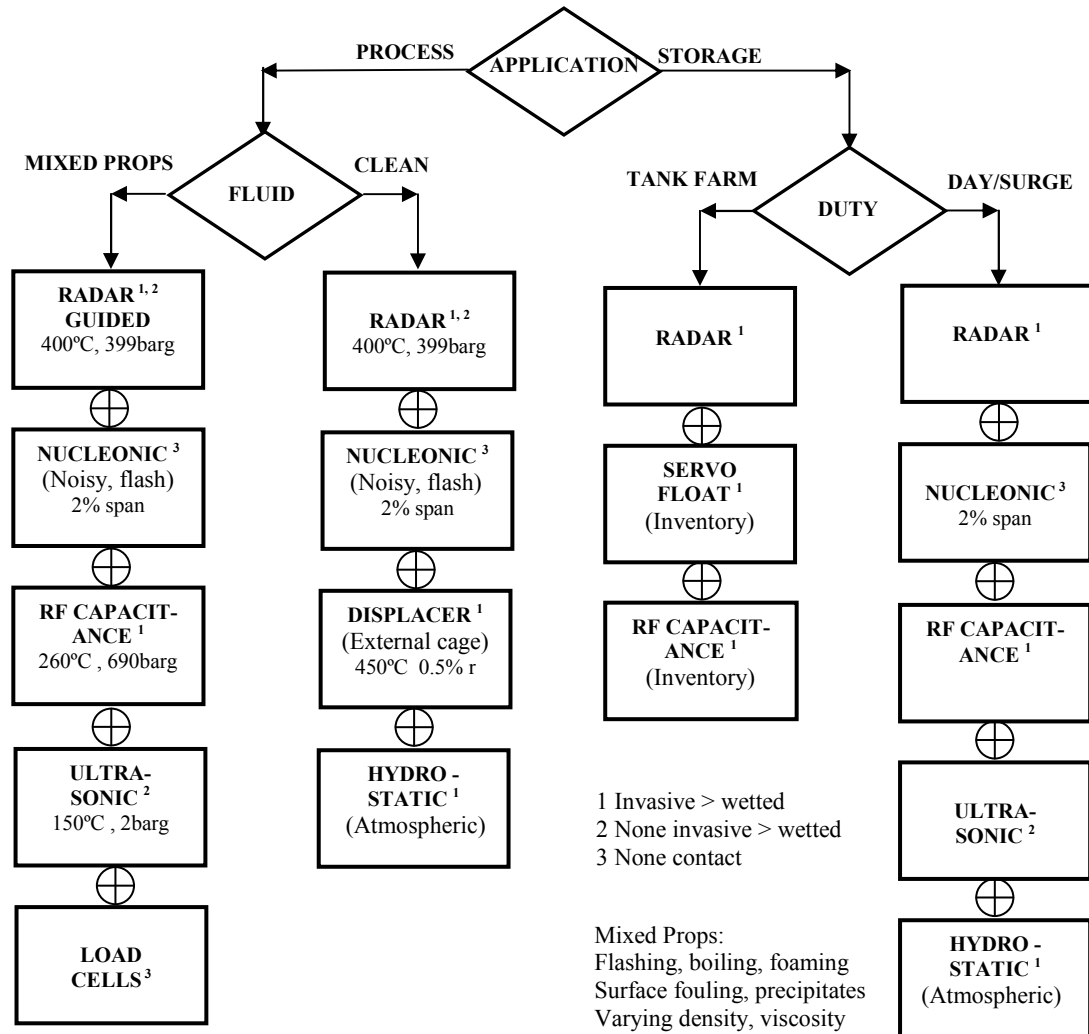 PROCESS
APPLICATION
STORAGE
MIXED PROPS
CLEAN
FLUID
TANK FARM
DAY/SURGE
DUTY
RADAR 1, 2
GUIDED
400ºC, 399barg
NUCLEONIC 3
(Noisy, flash)
2% span
RF CAPACIT-
ANCE 1
260ºC , 690barg
ULTRA-
SONIC 2
150ºC , 2barg
LOAD
CELLS 3
RADAR 1, 2
400ºC, 399barg
NUCLEONIC 3
(Noisy, flash)
2% span
DISPLACER 1
(External cage)
450ºC 0.5% r
HYDRO -
STATIC 1
(Atmospheric)
RADAR 1
SERVO
FLOAT 1
(Inventory)
RF CAPACIT-
ANCE 1
(Inventory)
RADAR 1
NUCLEONIC 3
2% span
RF CAPACIT-
ANCE 1
ULTRA-
SONIC 2
HYDRO -
STATIC 1
(Atmospheric)
1 Invasive > wetted
2 None invasive > wetted
3 None contact
Mixed Props:
Flashing, boiling, foaming
Surface fouling, precipitates
Varying density, viscosity